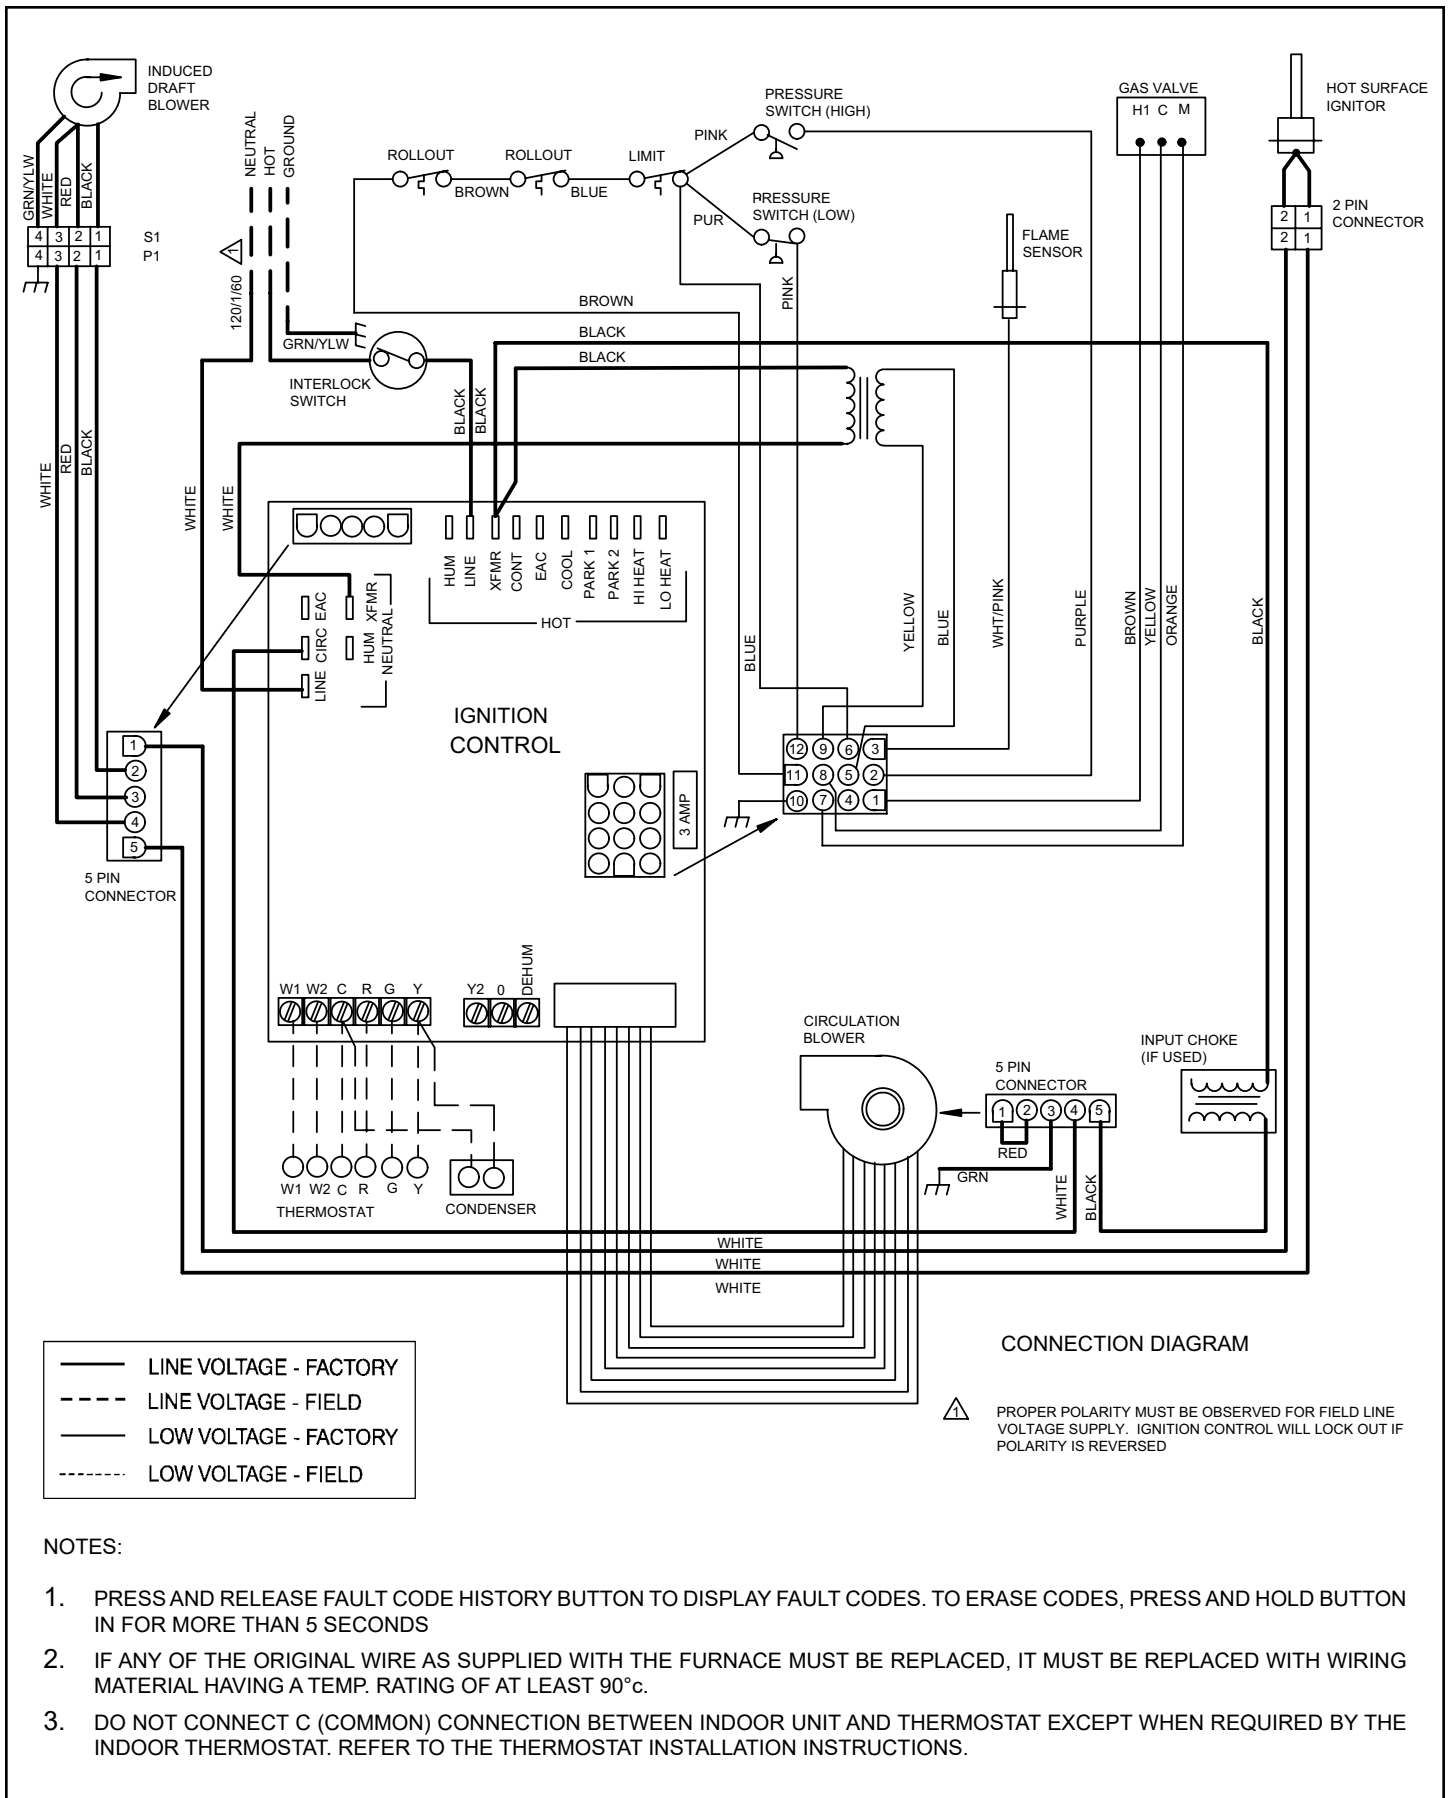 INDUCED
DRAFT
BLOWER
NEUTRAL
HOT
GROUND
PRESSURE
SWITCH (HIGH)
GAS VALVE
H1 C M
HOT SURFACE
IGNITOR
PINK
ROLLOUT
ROLLOUT
LIMIT
BROWN
BLUE
PRESSURE
SWITCH (LOW)
PUR
GRN/YLW
WHITE
RED
BLACK
4 3 2 1
4 3 2 1
S1
P1
1
120/1/60
2 1
2 1
2 PIN
CONNECTOR
FLAME
SENSOR
PINK
BROWN
BLACK
BLACK
GRN/YLW
INTERLOCK
SWITCH
BLACK
BLACK
WHITE
RED
BLACK
WHITE
WHITE
HUM
LINE
XFMR
CONT
EAC
COOL
PARK 1
PARK 2
HI HEAT
LO HEAT
HOT
EAC
XFMR
CIRC
HUM
NEUTRAL
LINE
BLUE
YELLOW
BLUE
WHT/PINK
PURPLE
BROWN
YELLOW
ORANGE
BLACK
IGNITION
CONTROL
1
2
3
4
5
5 PIN
CONNECTOR
12 9 6 3
11 8 5 2
10 7 4 1
3 AMP
W1 W2 C R G Y
Y2 0 DEHUM
CIRCULATION
BLOWER
5 PIN
CONNECTOR
1 2 3 4 5
RED
GRN
WHITE
BLACK
INPUT CHOKE
(IF USED)
W1 W2 C R G Y
THERMOSTAT
CONDENSER
WHITE
WHITE
WHITE
LINE VOLTAGE - FACTORY
LINE VOLTAGE - FIELD
LOW VOLTAGE - FACTORY
LOW VOLTAGE - FIELD
CONNECTION DIAGRAM
1
PROPER POLARITY MUST BE OBSERVED FOR FIELD LINE
VOLTAGE SUPPLY. IGNITION CONTROL WILL LOCK OUT IF
POLARITY IS REVERSED
NOTES:
1. PRESS AND RELEASE FAULT CODE HISTORY BUTTON TO DISPLAY FAULT CODES. TO ERASE CODES, PRESS AND HOLD BUTTON
IN FOR MORE THAN 5 SECONDS
2. IF ANY OF THE ORIGINAL WIRE AS SUPPLIED WITH THE FURNACE MUST BE REPLACED, IT MUST BE REPLACED WITH WIRING
MATERIAL HAVING A TEMP. RATING OF AT LEAST 90°c.
3. DO NOT CONNECT C (COMMON) CONNECTION BETWEEN INDOOR UNIT AND THERMOSTAT EXCEPT WHEN REQUIRED BY THE
INDOOR THERMOSTAT. REFER TO THE THERMOSTAT INSTALLATION INSTRUCTIONS.